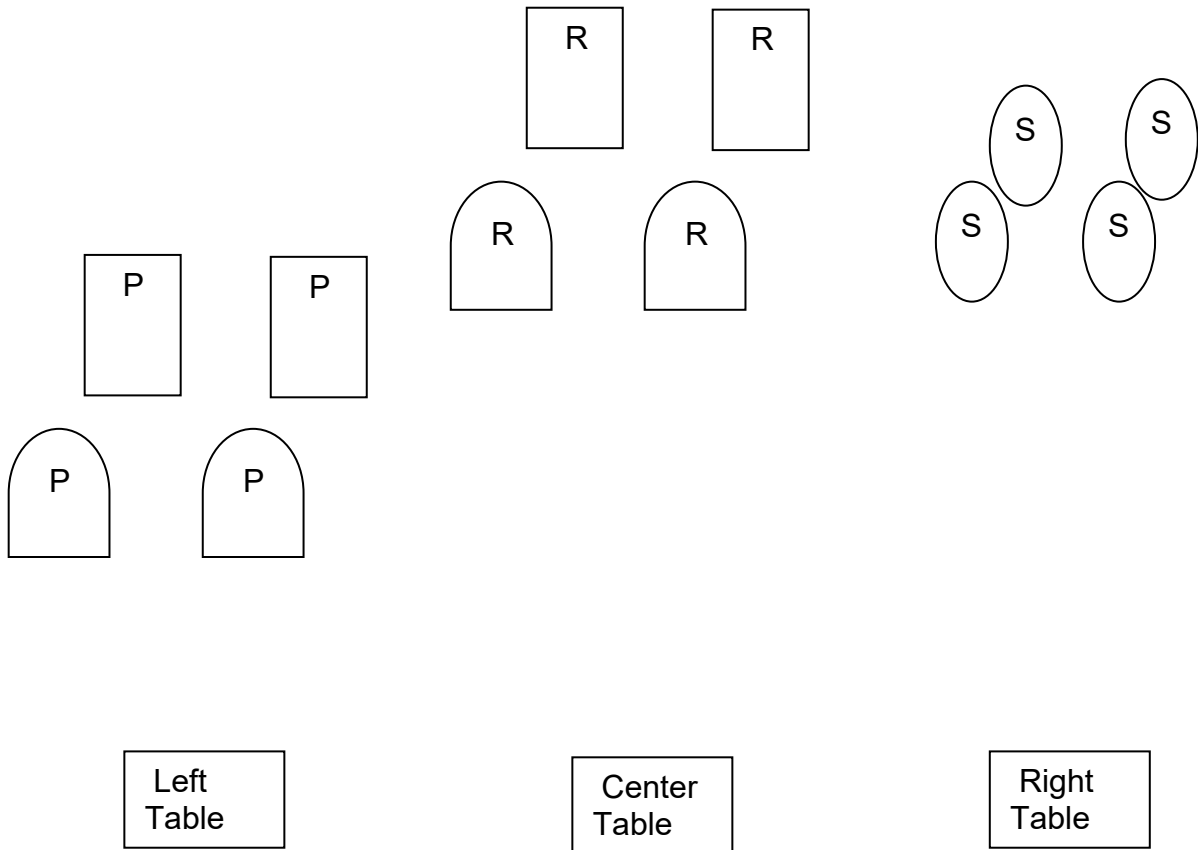 R R
S S
R R
S S
P P
P P
Left
Table
Center
Table
Right
Table